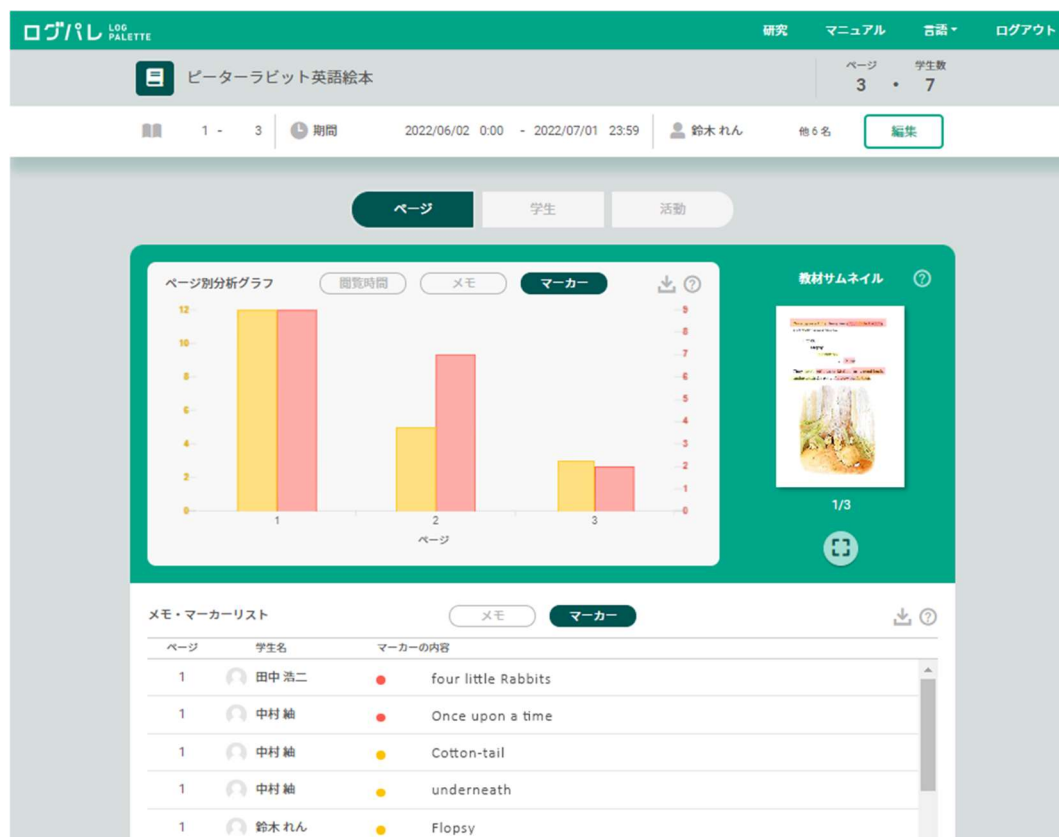 ログパレ LOG PALETTE 研究 マニュアル 言語 ログアウト
ピーターラビット英語絵本 ページ 3 ・ 学生数 7
1 - 3 期間 2022/06/02 0:00 - 2022/07/01 23:59 鈴木 れん 他 6 名 編集
ページ 学生 活動
ページ別分析グラフ 閲覧時間 メモ マーカー
12
10
8
6
4
2
0
9
8
7
6
5
4
3
2
1
0
1 2 3
ページ
教材サムネイル
1/3
メモ・マーカーリスト メモ マーカー
ページ 学生名 マーカーの内容
1 田中 浩二 four little Rabbits
1 中村 紬 Once upon a time
1 中村 紬 Cotton-tail
1 中村 紬 underneath
1 鈴木 れん Flopsy